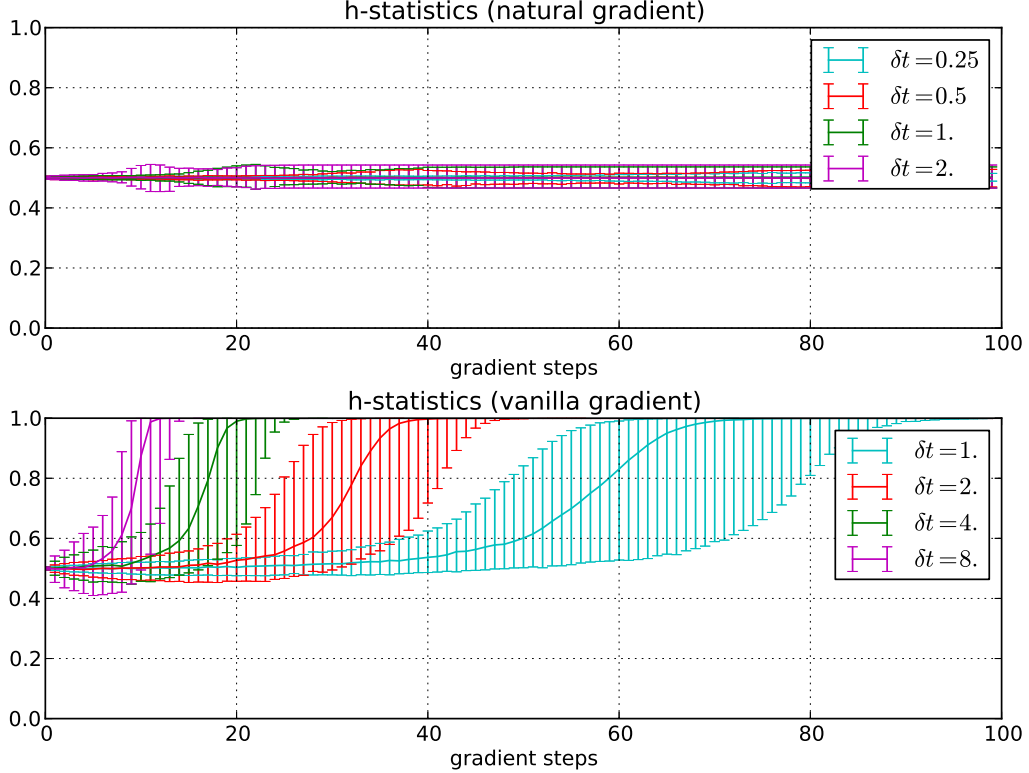 h-statistics (natural gradient)
1.0
0.8
0.6
0.4
0.2
0.0
δt = 0.25
δt = 0.5
δt = 1.
δt = 2.
0 20 40 60 80 100
gradient steps
h-statistics (vanilla gradient)
1.0
0.8
0.6
0.4
0.2
0.0
δt = 1.
δt = 2.
δt = 4.
δt = 8.
0 20 40 60 80 100
gradient steps